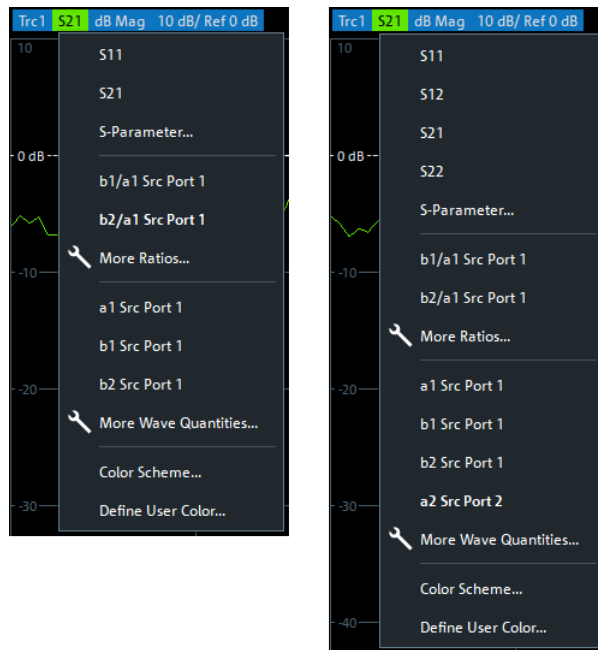 Trc1 S21 dB Mag 10 dB/ Ref 0 dB
10
S11
S21
S-Parameter...
0 dB
b1/a1 Src Port 1
b2/a1 Src Port 1
More Ratios...
-10
a1 Src Port 1
b1 Src Port 1
b2 Src Port 1
-20
More Wave Quantities...
Color Scheme...
-30
Define User Color...
Trc1 S21 dB Mag 10 dB/ Ref 0 dB
10
S11
S12
S21
0 dB
S22
S-Parameter...
b1/a1 Src Port 1
-10
b2/a1 Src Port 1
More Ratios...
a1 Src Port 1
-20
b1 Src Port 1
b2 Src Port 1
a2 Src Port 2
-30
More Wave Quantities...
Color Scheme...
-40
Define User Color...